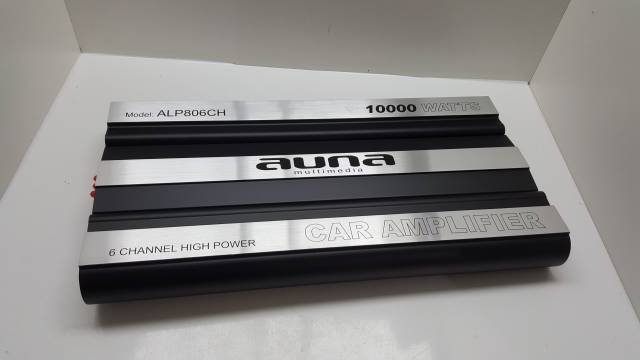 Model: ALP806CH
10000 WATTS
auna
multimedia
6 CHANNEL HIGH POWER
CAR AMPLIFIER